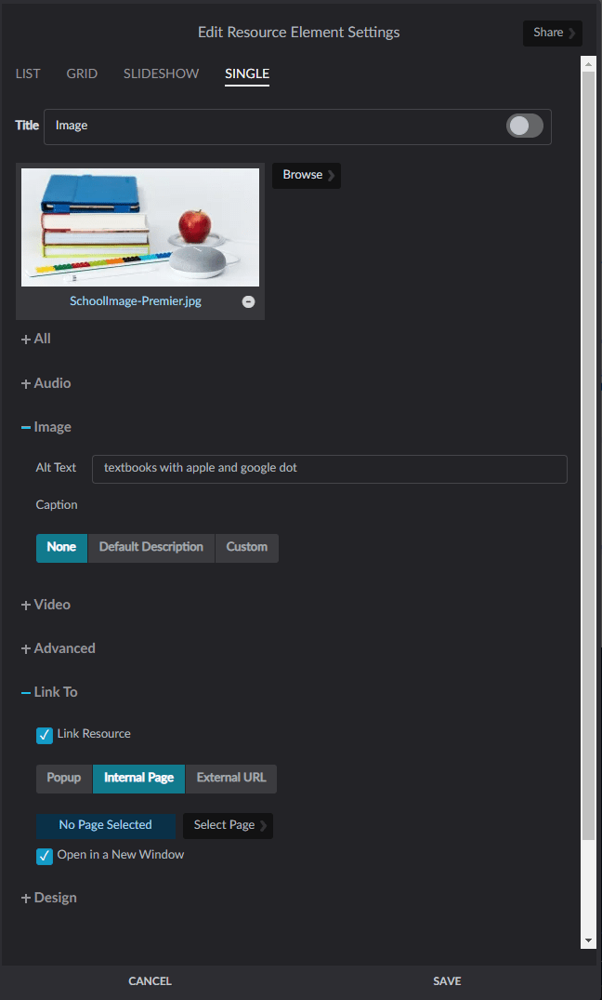 Edit Resource Element Settings
Share
LIST GRID SLIDESHOW SINGLE
Title Image
Browse
SchoolImage-Premier.jpg
All
Audio
Image
Alt Text textbooks with apple and google dot
Caption
None Default Description Custom
Video
Advanced
Link To
Link Resource
Popup Internal Page External URL
No Page Selected Select Page
Open in a New Window
Design
CANCEL SAVE